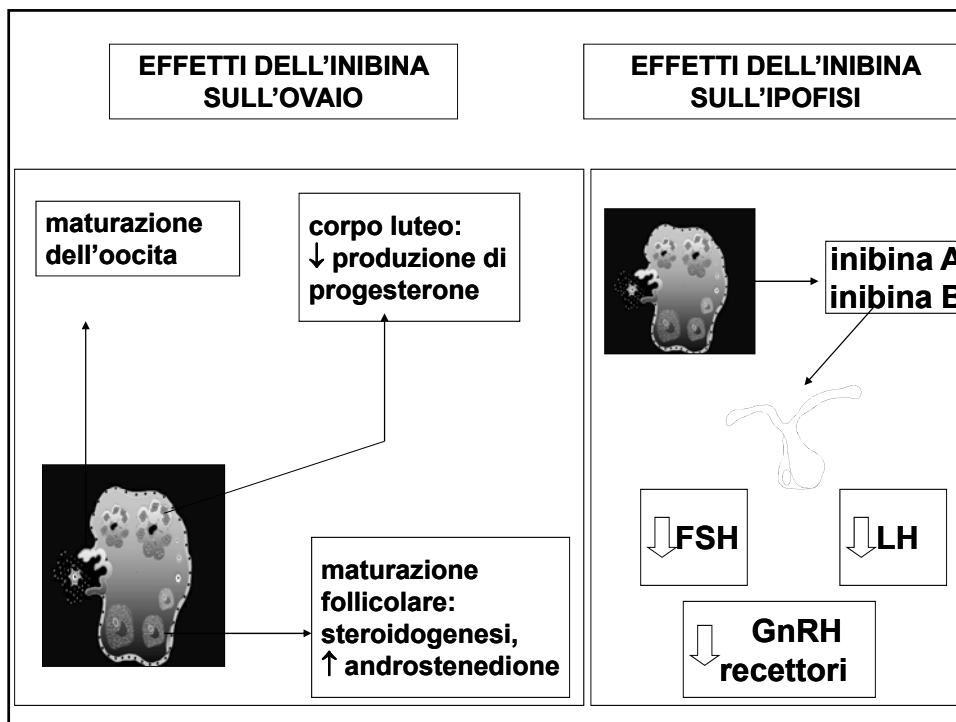 EFFETTI DELL’INIBINA
SULL’OVAIO
EFFETTI DELL’INIBINA
SULL’IPOFISI
maturazione
dell’oocita
corpo luteo:
↓ produzione di
progesterone
maturazione
follicolare:
steroidogenesi,
↑ androstenedione
inibina A
inibina B
FSH
LH
GnRH
recettori